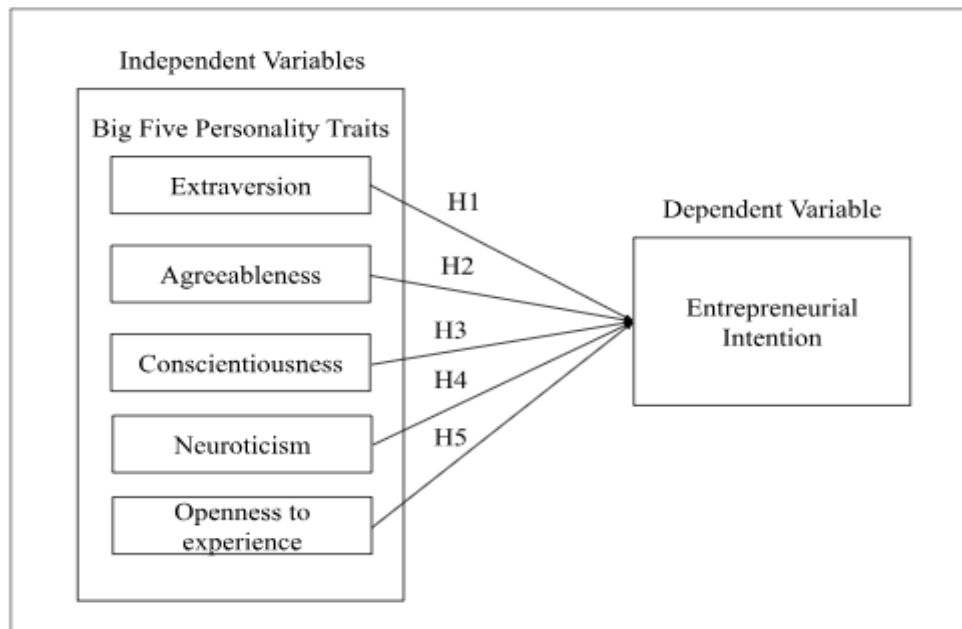 Independent Variables
Big Five Personality Traits
Extraversion
Agreeableness
Conscientiousness
Neuroticism
Openness to
experience
H1
H2
H3
H4
H5
Dependent Variable
Entrepreneurial
Intention